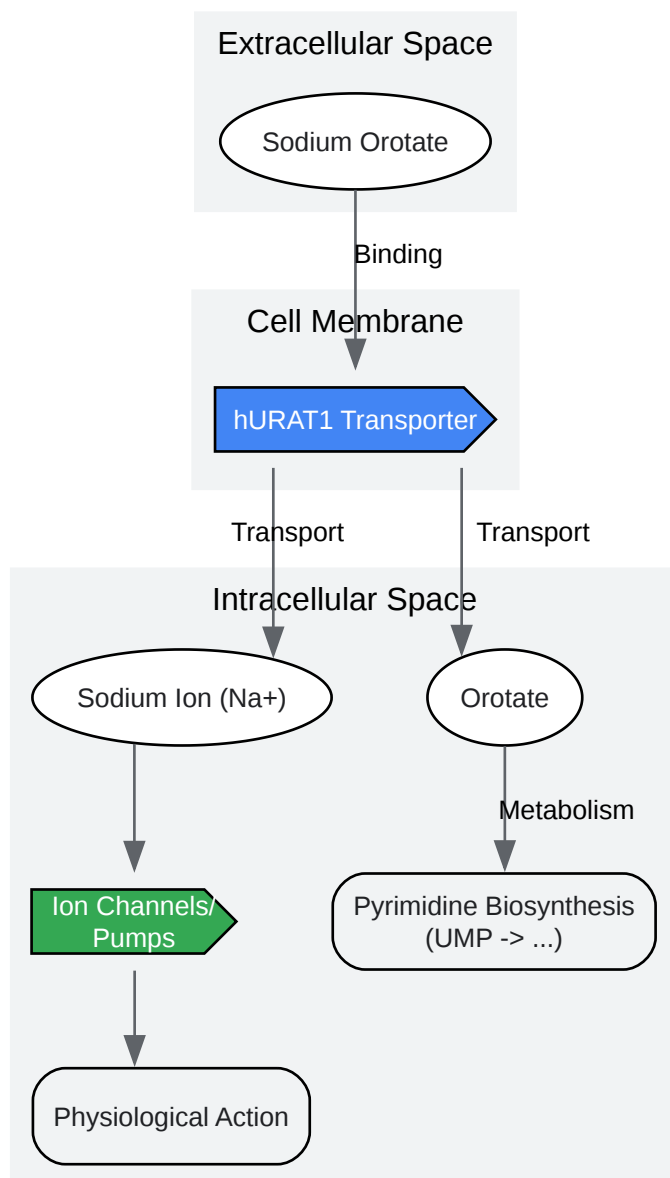 Extracellular Space
Sodium Orotate
Binding
Cell Membrane
hURAT1 Transporter
Transport
Transport
Intracellular Space
Sodium Ion (Na+)
Orotate
Metabolism
Ion Channels/
Pumps
Pyrimidine Biosynthesis
(UMP -> ...)
Physiological Action